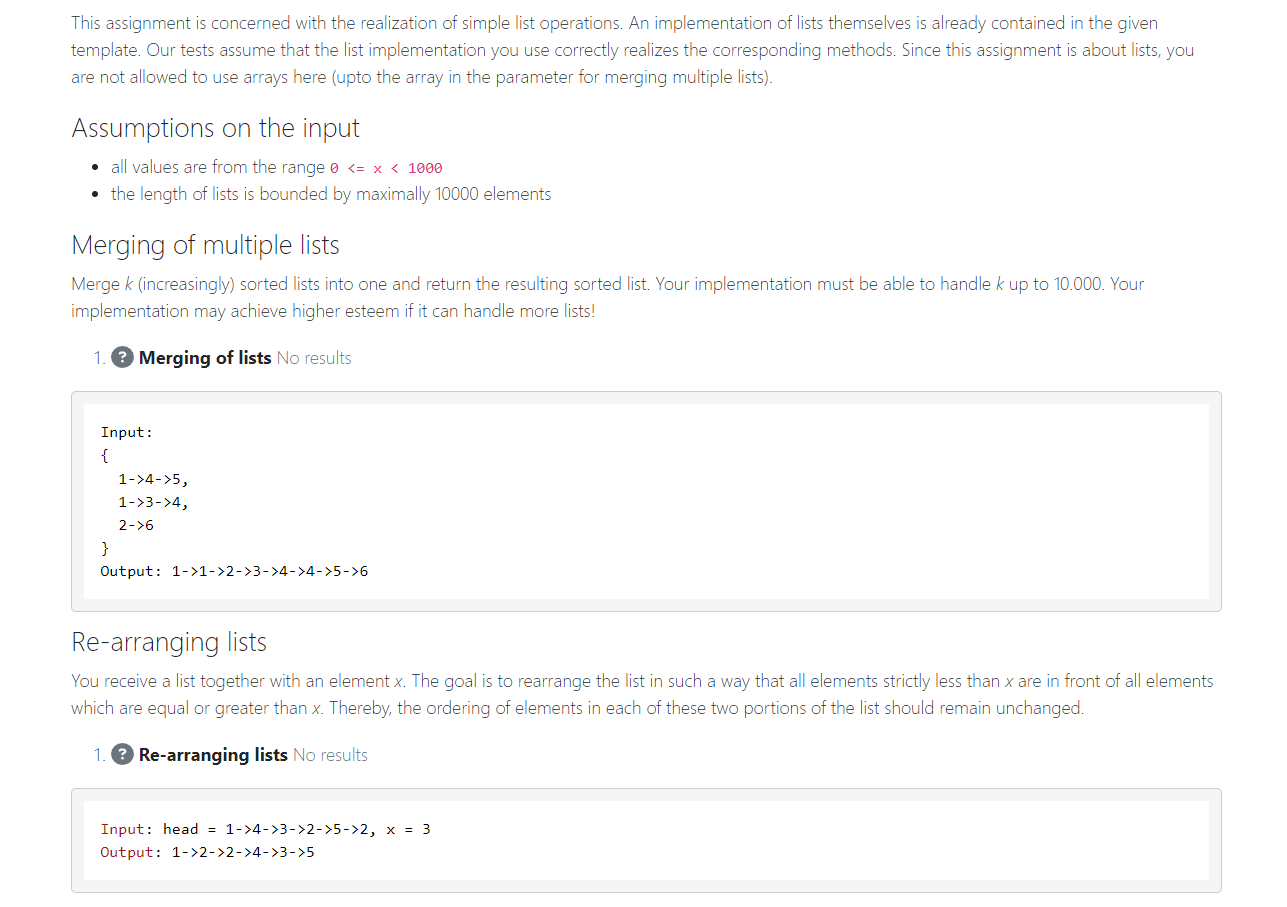 This assignment is concerned with the realization of simple list operations. An implementation of lists themselves is already contained in the given
template. Our tests assume that the list implementation you use correctly realizes the corresponding methods. Since this assignment is about lists, you
are not allowed to use arrays here (upto the array in the parameter for merging multiple lists).
Assumptions on the input
• all values are from the range 0 <= x < 1000
• the length of lists is bounded by maximally 10000 elements
Merging of multiple lists
Merge k (increasingly) sorted lists into one and return the resulting sorted list. Your implementation must be able to handle k up to 10.000. Your
implementation may achieve higher esteem if it can handle more lists!
1. ? Merging of lists No results
Input:
{
  1->4->5,
  1->3->4,
  2->6
}
Output: 1->1->2->3->4->4->5->6
Re-arranging lists
You receive a list together with an element x. The goal is to rearrange the list in such a way that all elements strictly less than x are in front of all elements
which are equal or greater than x. Thereby, the ordering of elements in each of these two portions of the list should remain unchanged.
1. ? Re-arranging lists No results
Input: head = 1->4->3->2->5->2, x = 3
Output: 1->2->2->4->3->5